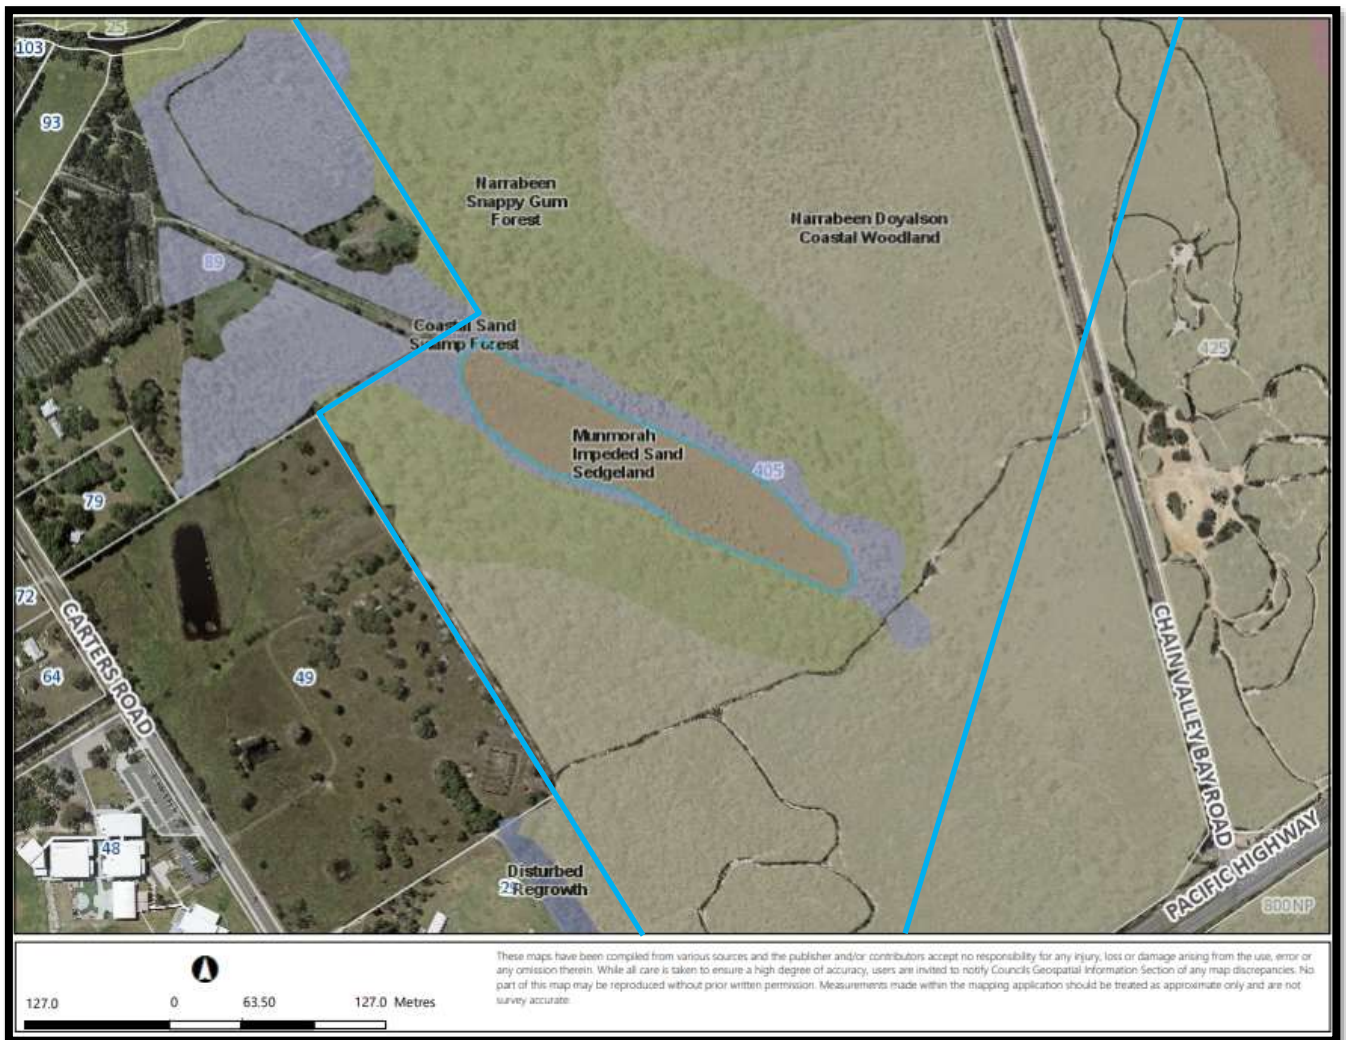 25
103
93
Narrabeen
Snappy Gum
Forest
Narrabeen Doyalson
Coastal Woodland
89
Coastal Sand
Swamp Forest
425
Munmorah
Impeded Sand
Sedgeland
405
79
72
CARTERS ROAD
64
49
CHAIN VALLEY BAY ROAD
48
Disturbed
Regrowth
PACIFIC HIGHWAY
800NP
127.0
0
63.50
127.0 Metres
These maps have been compiled from various sources and the publisher and/or contributors accept no responsibility for any injury, loss or damage arising from the use, error or
any omission therein. While all care is taken to ensure a high degree of accuracy, users are invited to notify Councils Geospatial Information Section of any map discrepancies. No
part of this map may be reproduced without prior written permission. Measurements made within the mapping application should be treated as approximate only and are not
survey accurate.